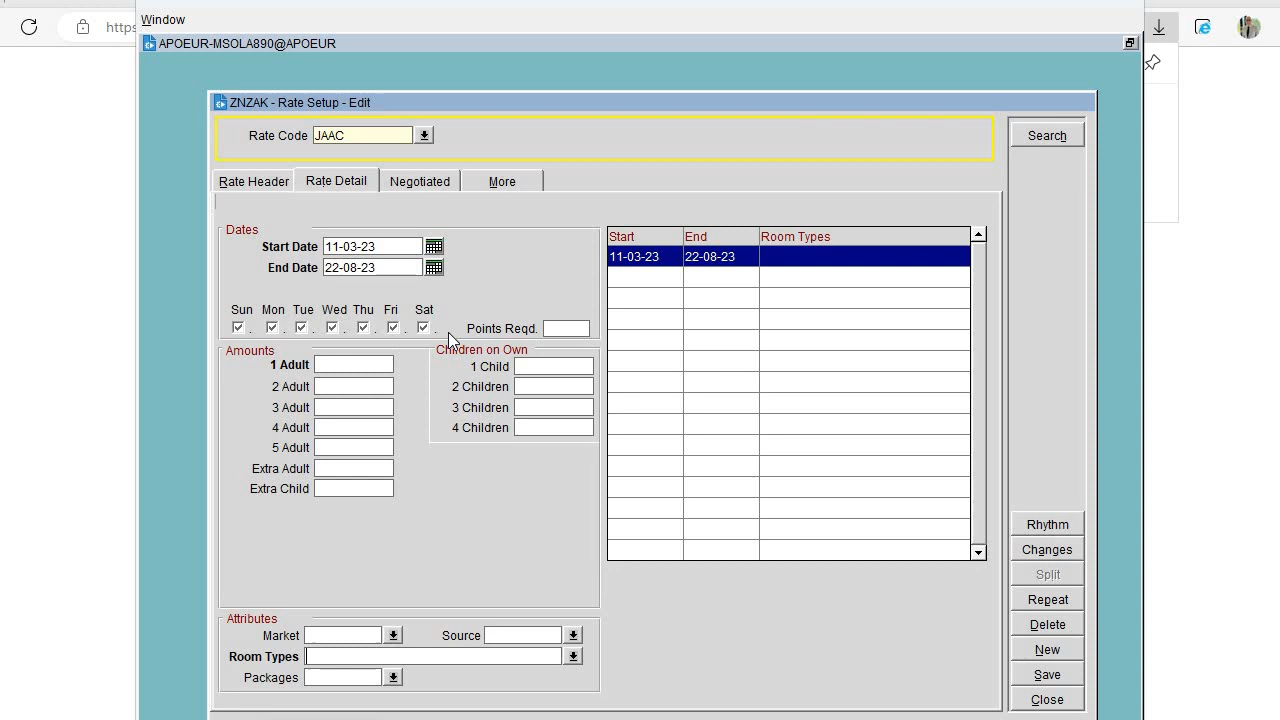 https
Window
APOEUR-MSOLA890@APOEUR
ZNZAK - Rate Setup - Edit
Rate Code JAAC
Search
Rate Header Rate Detail Negotiated More
Dates
Start Date 11-03-23
End Date 22-08-23
Sun Mon Tue Wed Thu Fri Sat
Points Reqd.
Start End Room Types
11-03-23 22-08-23
Amounts
1 Adult
2 Adult
3 Adult
4 Adult
5 Adult
Extra Adult
Extra Child
Children on Own
1 Child
2 Children
3 Children
4 Children
Attributes
Market Source
Room Types
Packages
Rhythm
Changes
Split
Repeat
Delete
New
Save
Close